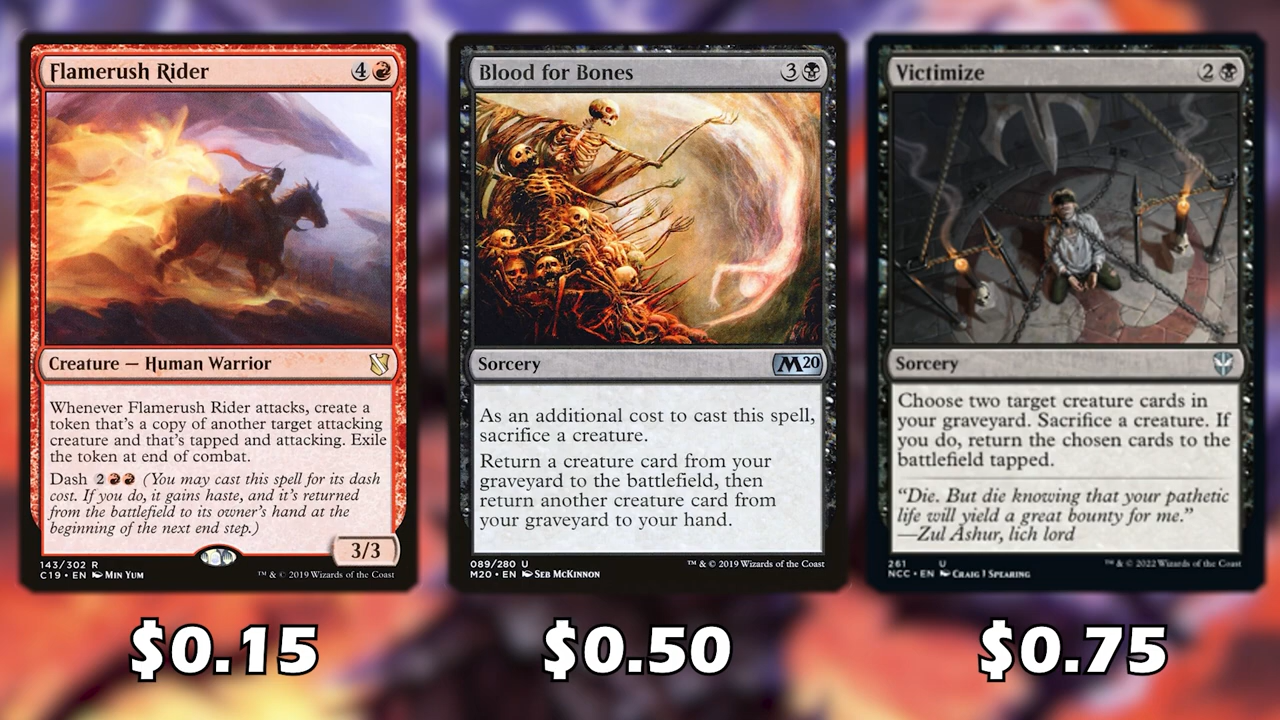 Flamerush Rider
4
Creature — Human Warrior
Whenever Flamerush Rider attacks, create a
token that's a copy of another target attacking
creature and that's tapped and attacking. Exile
the token at end of combat.
Dash 2 (You may cast this spell for its dash
cost. If you do, it gains haste, and it's returned
from the battlefield to its owner's hand at the
beginning of the next end step.)
3/3
143/302 R
C19 • EN Min Yum
™ & © 2019 Wizards of the Coast
$0.15
Blood for Bones
3
Sorcery
M20
As an additional cost to cast this spell,
sacrifice a creature.
Return a creature card from your
graveyard to the battlefield, then
return another creature card from
your graveyard to your hand.
089/280 U
M20 • EN Seb McKinnon
™ & © 2019 Wizards of the Coast
$0.50
Victimize
2
Sorcery
Choose two target creature cards in
your graveyard. Sacrifice a creature. If
you do, return the chosen cards to the
battlefield tapped.
“Die. But die knowing that your pathetic
life will yield a great bounty for me.”
—Zul Ashur, lich lord
261 U
NCC • EN Craig J Spearing
™ & © 2022 Wizards of the Coast
$0.75